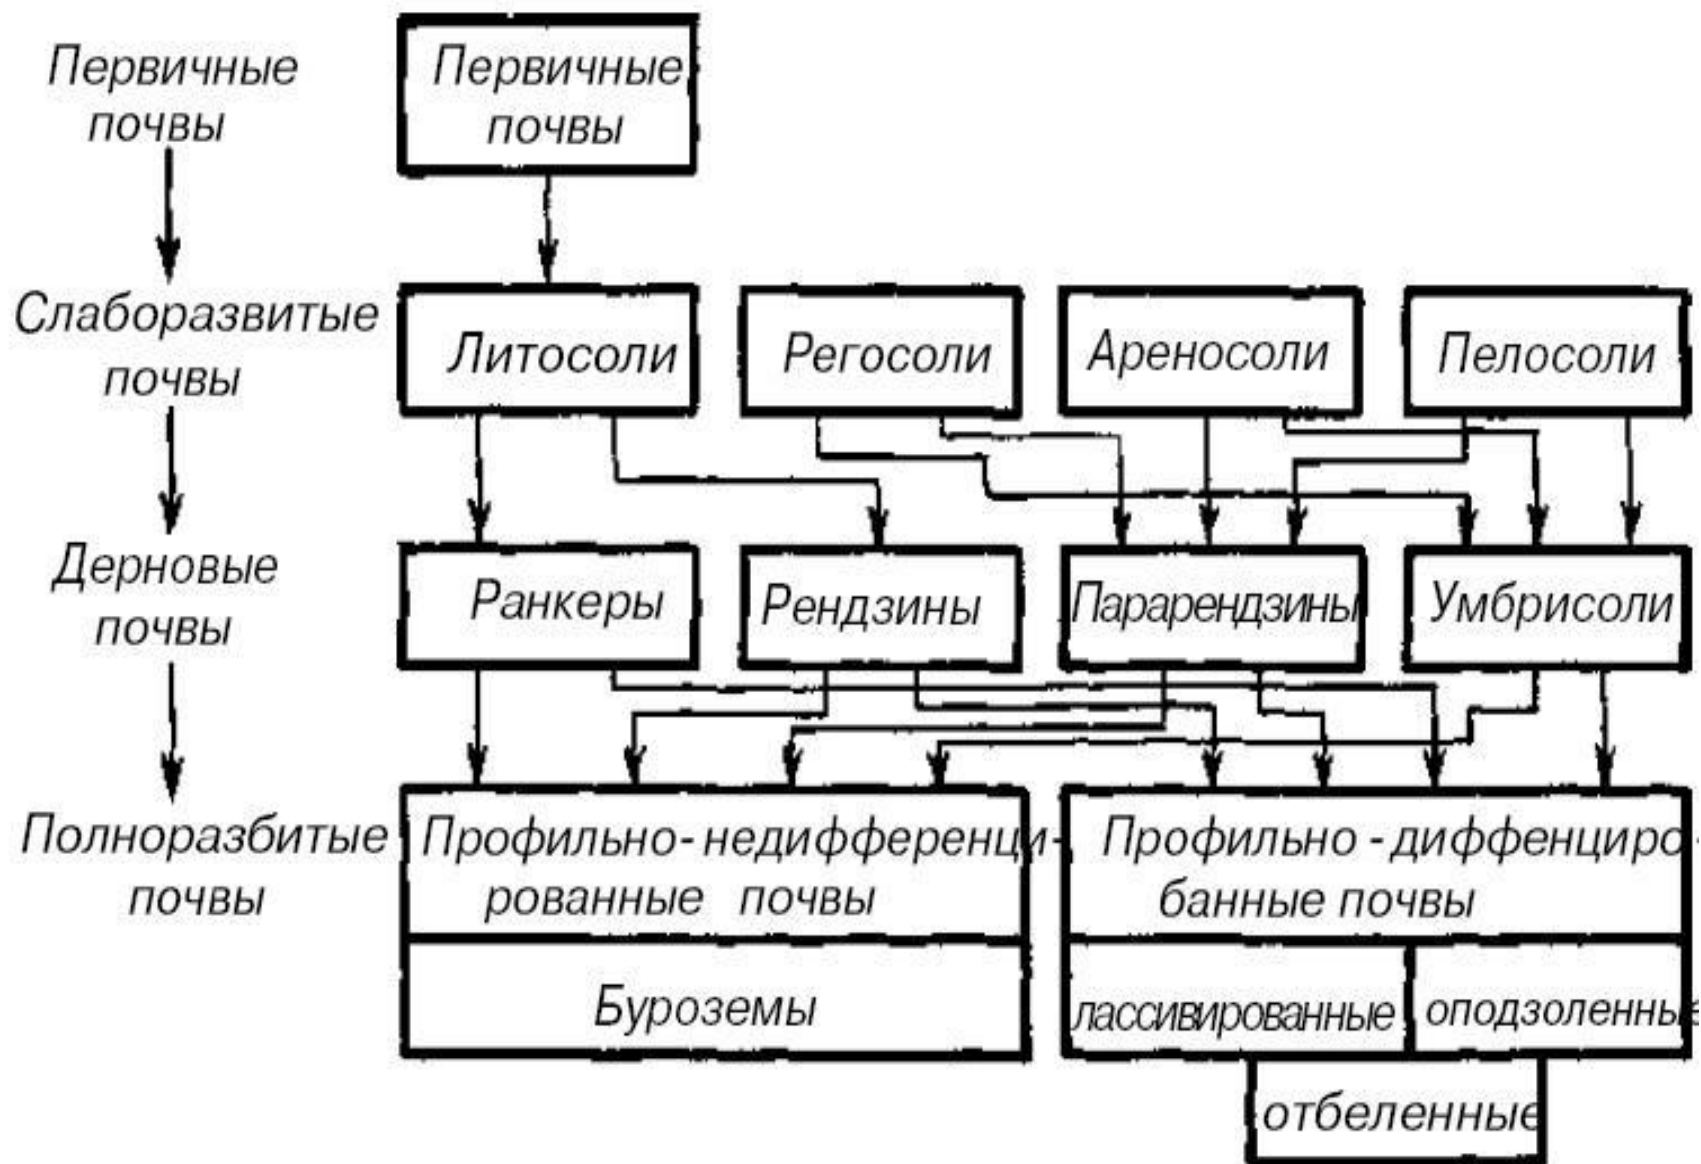 Первичные
почвы
Первичные
почвы
Слаборазвитые
почвы
Литосоли
Регосоли
Ареносоли
Пелосоли
Дерновые
почвы
Ранкеры
Рендзины
Парарендзины
Умбрисоли
Полноразбитые
почвы
Профильно-недифференци-
рованные почвы
Профильно-диффенциро-
банные почвы
Буроземы
лассивированные
оподзоленные
отбеленные